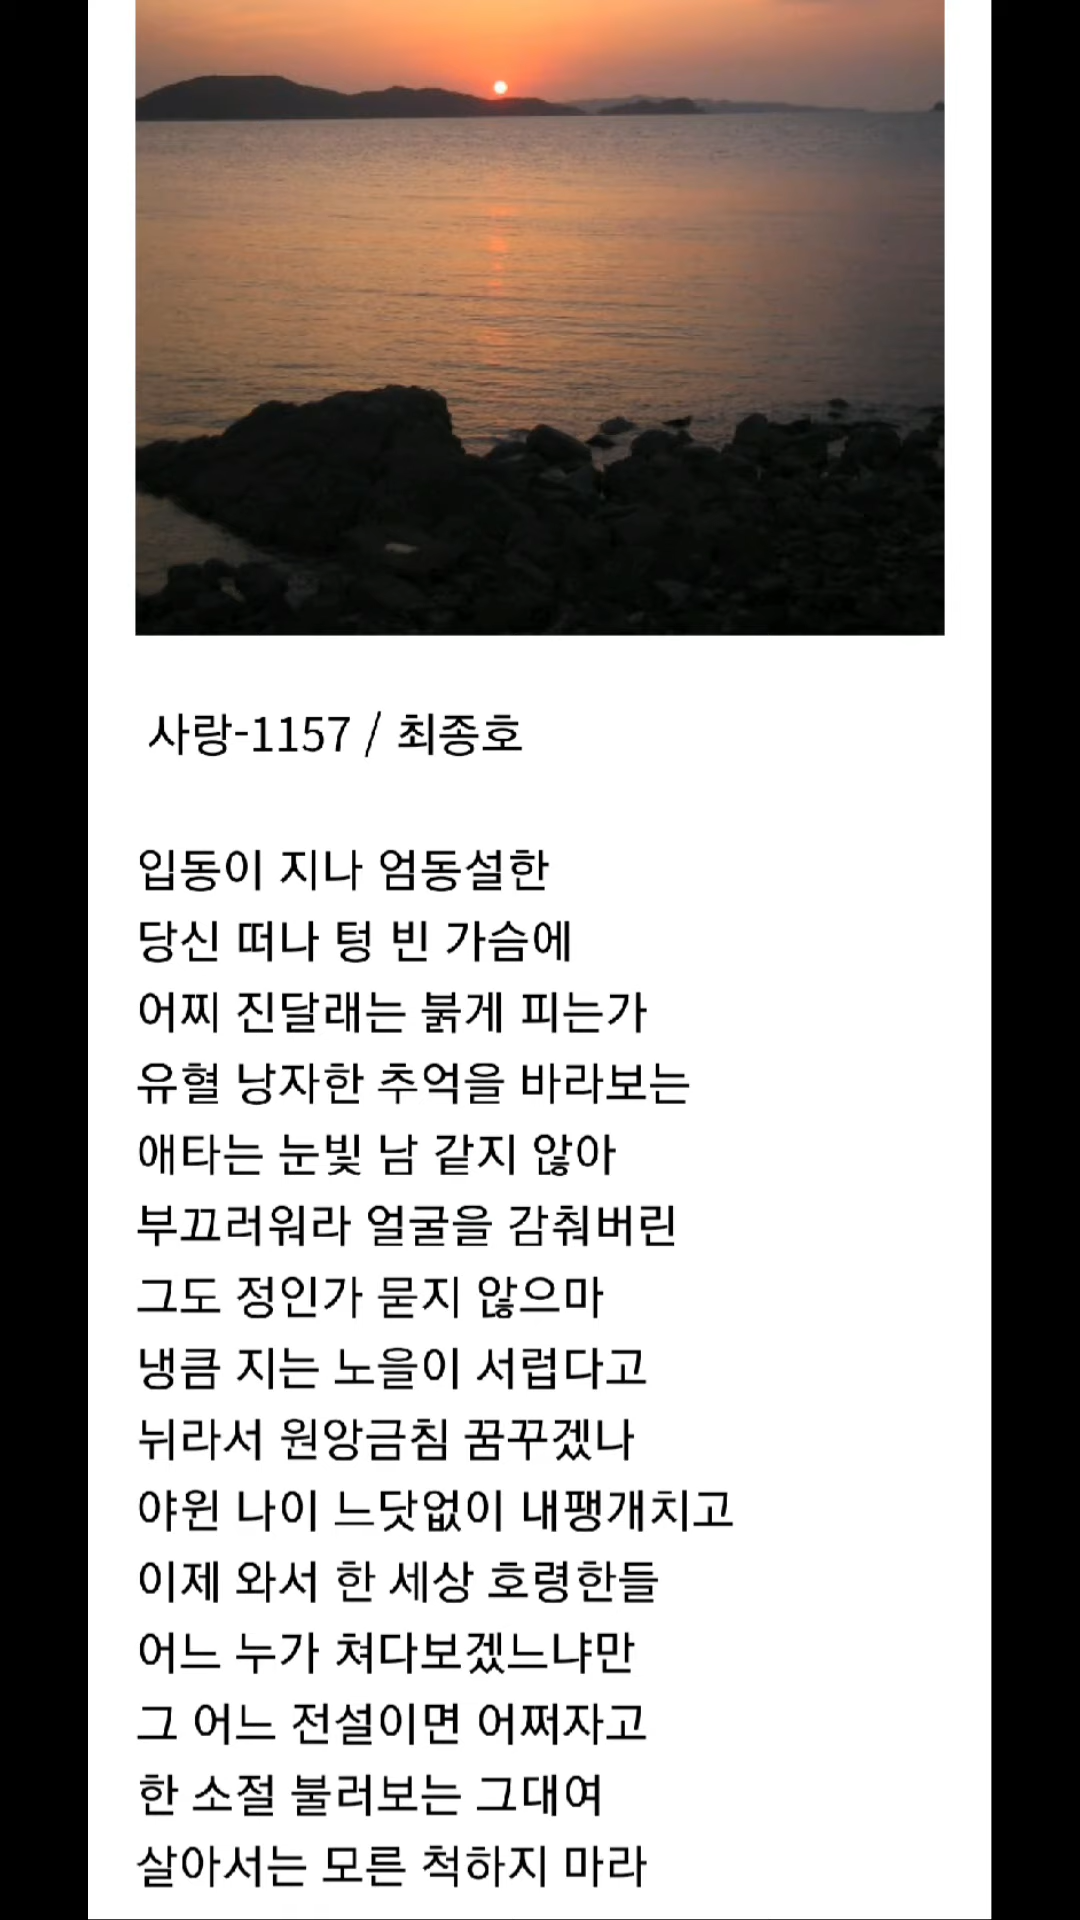 사랑-1157 / 최종호
입동이 지나 엄동설한
당신 떠나 텅 빈 가슴에
어찌 진달래는 붉게 피는가
유혈 낭자한 추억을 바라보는
애타는 눈빛 남 같지 않아
부끄러워라 얼굴을 감춰버린
그도 정인가 묻지 않으마
냉큼 지는 노을이 서럽다고
뉘라서 원앙금침 꿈꾸겠나
야윈 나이 느닷없이 내팽개치고
이제 와서 한 세상 호령한들
어느 누가 쳐다보겠느냐만
그 어느 전설이면 어쩌자고
한 소절 불러보는 그대여
살아서는 모른 척하지 마라